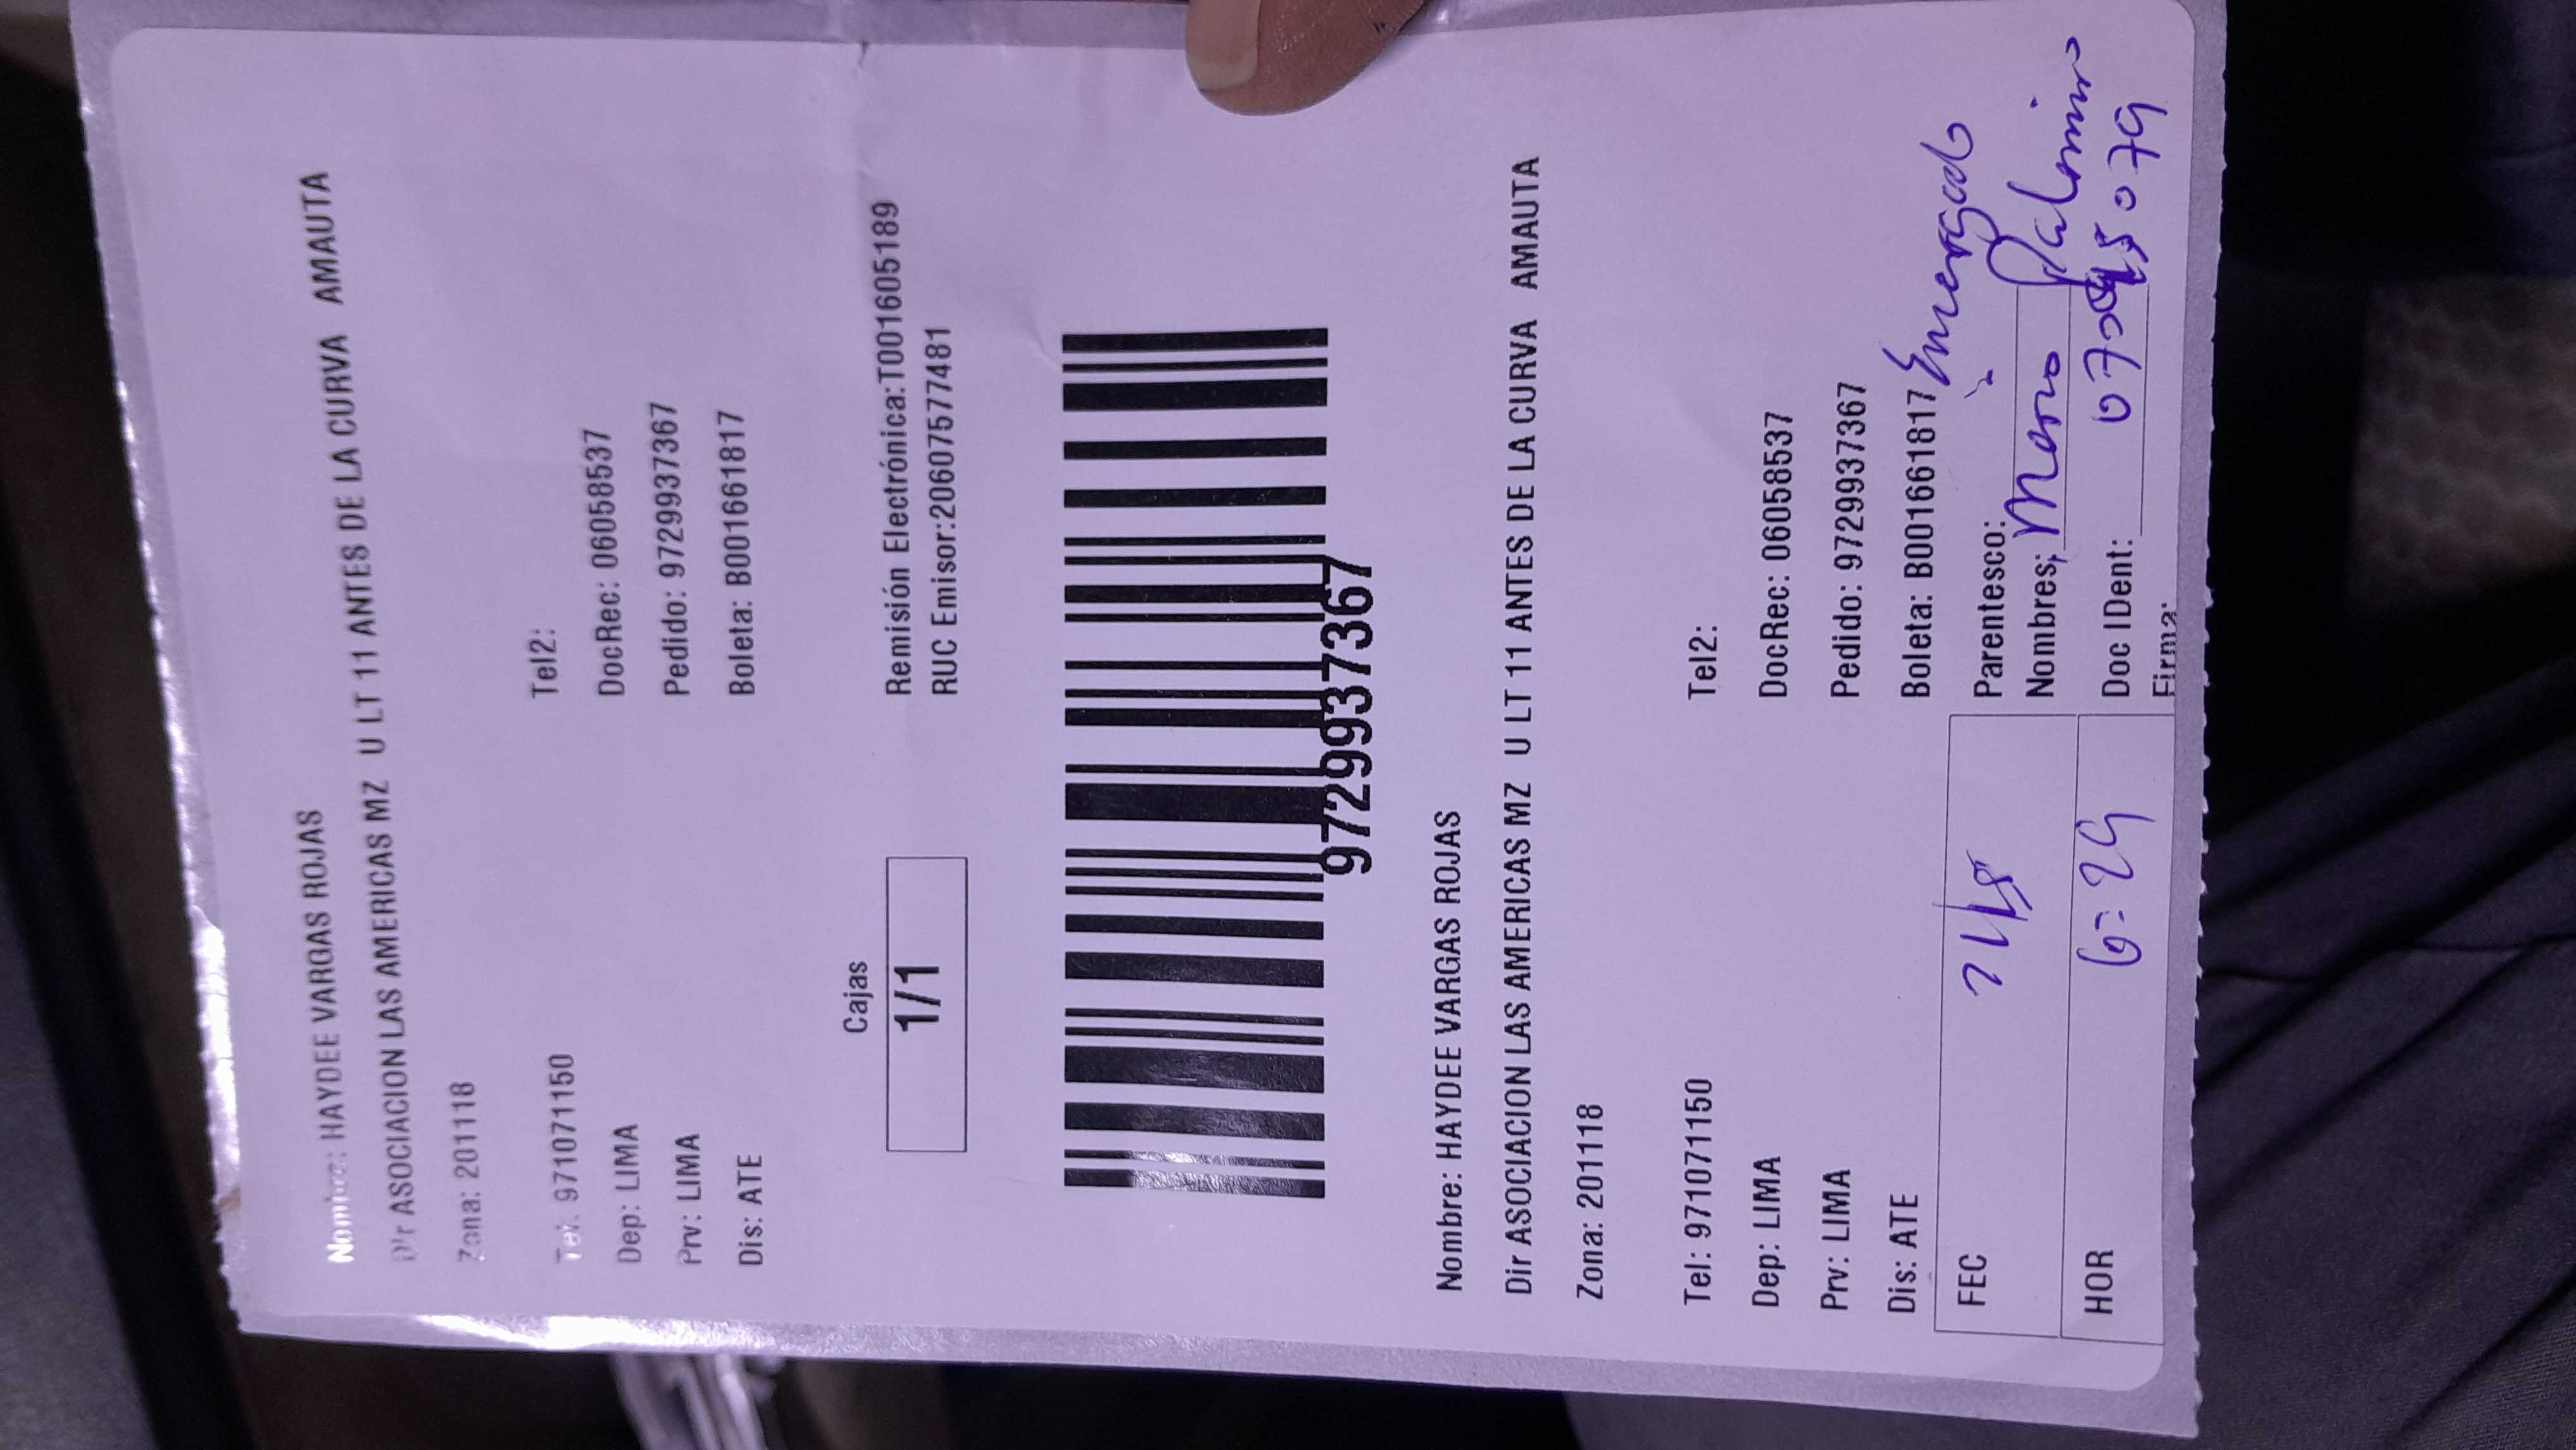 Nombre: HAYDEE VARGAS ROJAS
Dir ASOCIACION LAS AMERICAS MZ U LT 11 ANTES DE LA CURVA AMAUTA
Zona: 201118
Tel: 971071150 Tel2:
Dep: LIMA DocRec: 06058537
Prv: LIMA Pedido: 9729937367
Dis: ATE Boleta: B001661817
Cajas
1/1
Remisión Electrónica:T001605189
RUC Emisor:20607577481
9729937367
Nombre: HAYDEE VARGAS ROJAS
Dir ASOCIACION LAS AMERICAS MZ U LT 11 ANTES DE LA CURVA AMAUTA
Zona: 201118
Tel: 971071150 Tel2:
Dep: LIMA DocRec: 06058537
Prv: LIMA Pedido: 9729937367
Dis: ATE Boleta: B001661817
FEC Parentesco:
Nombres: Palomino
HOR Doc IDent:
Firma: